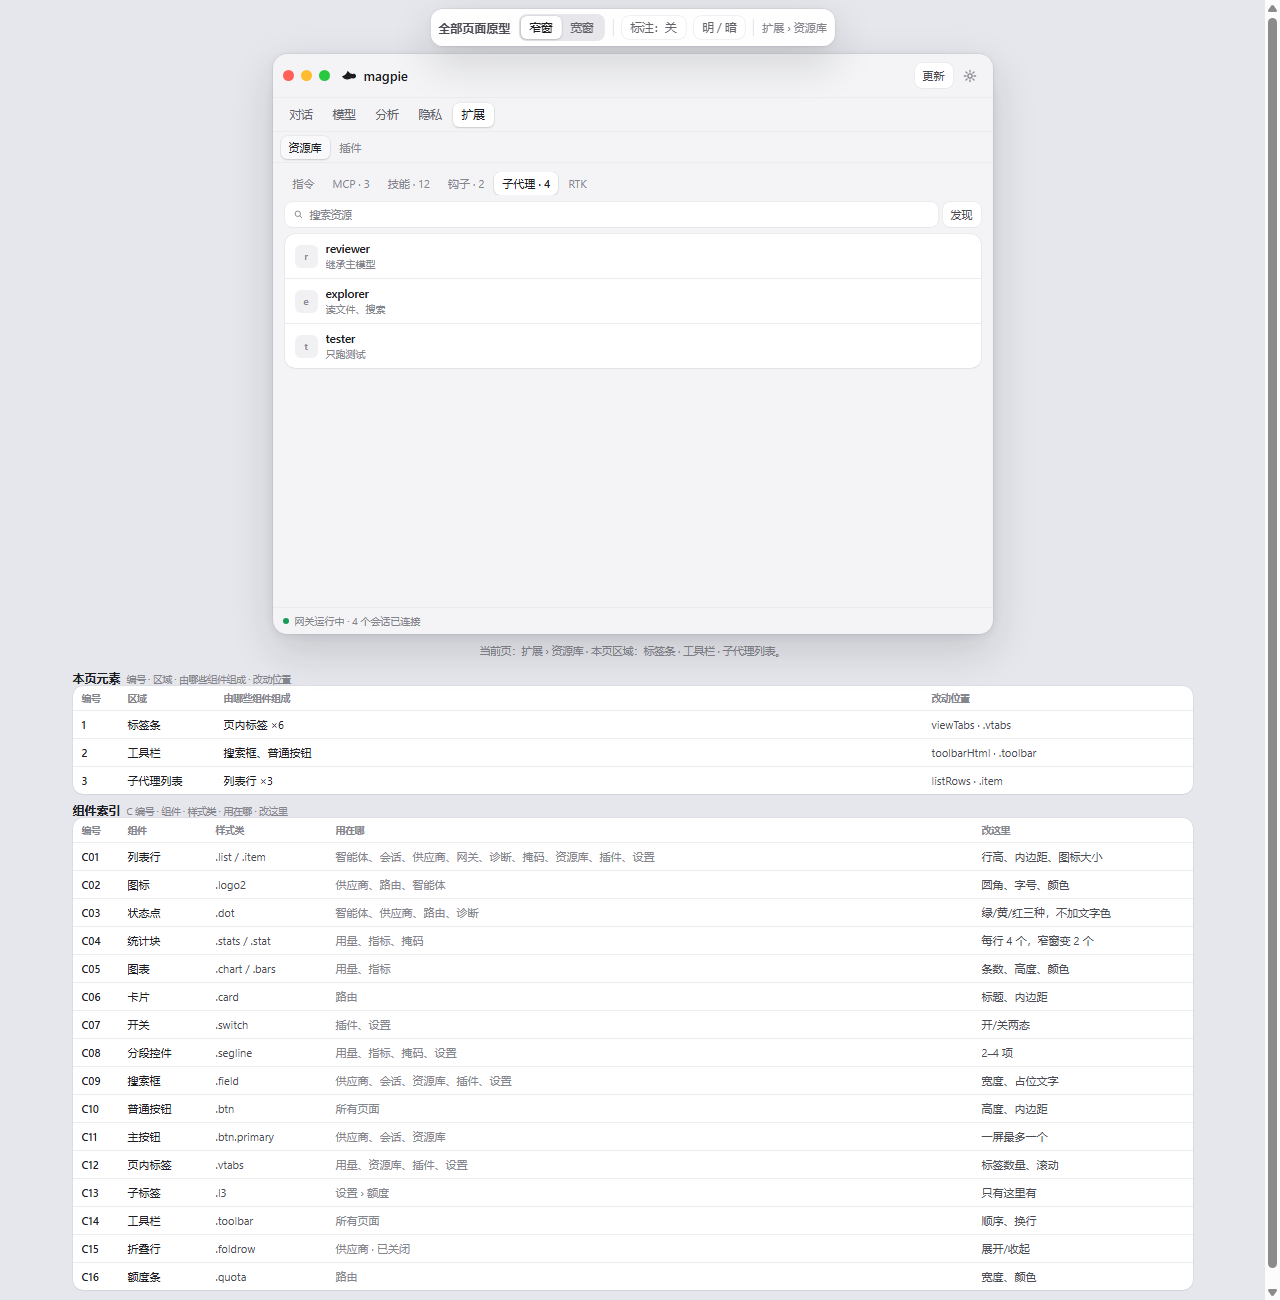 全部页面原型 窄窗 宽窗 标注：关 明 / 暗 扩展 › 资源库
magpie 更新
对话 模型 分析 隐私 扩展
资源库 插件
指令 MCP · 3 技能 · 12 钩子 · 2 子代理 · 4 RTK
搜索资源 发现
r reviewer
继承主模型
e explorer
读文件、搜索
t tester
只跑测试
网关运行中 · 4 个会话已连接
当前页：扩展 › 资源库 · 本页区域：标签条 · 工具栏 · 子代理列表。
本页元素 编号 · 区域 · 由哪些组件组成 · 改动位置
编号 区域 由哪些组件组成 改动位置
1 标签条 页内标签 ×6 viewTabs · .vtabs
2 工具栏 搜索框、普通按钮 toolbarHtml · .toolbar
3 子代理列表 列表行 ×3 listRows · .item
组件索引 C 编号 · 组件 · 样式类 · 用在哪 · 改这里
编号 组件 样式类 用在哪 改这里
C01 列表行 .list / .item 智能体、会话、供应商、网关、诊断、掩码、资源库、插件、设置 行高、内边距、图标大小
C02 图标 .logo2 供应商、路由、智能体 圆角、字号、颜色
C03 状态点 .dot 智能体、供应商、路由、诊断 绿/黄/红三种，不加文字色
C04 统计块 .stats / .stat 用量、指标、掩码 每行 4 个，窄窗变 2 个
C05 图表 .chart / .bars 用量、指标 条数、高度、颜色
C06 卡片 .card 路由 标题、内边距
C07 开关 .switch 插件、设置 开/关两态
C08 分段控件 .segline 用量、指标、掩码、设置 2–4 项
C09 搜索框 .field 供应商、会话、资源库、插件、设置 宽度、占位文字
C10 普通按钮 .btn 所有页面 高度、内边距
C11 主按钮 .btn.primary 供应商、会话、资源库 一屏最多一个
C12 页内标签 .vtabs 用量、资源库、插件、设置 标签数量、滚动
C13 子标签 .l3 设置 › 额度 只有这里有
C14 工具栏 .toolbar 所有页面 顺序、换行
C15 折叠行 .foldrow 供应商 · 已关闭 展开/收起
C16 额度条 .quota 路由 宽度、颜色